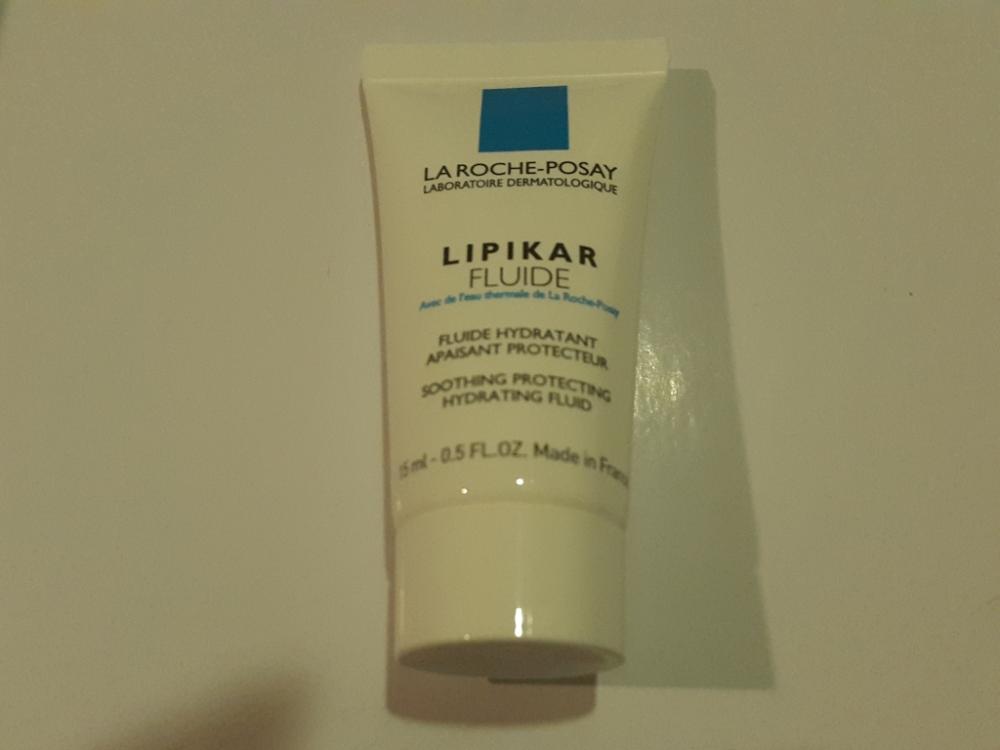 LA ROCHE-POSAY
LABORATOIRE DERMATOLOGIQUE
LIPIKAR
FLUIDE
Avec de l'eau thermale de La Roche-Posay
FLUIDE HYDRATANT
APAISANT PROTECTEUR
SOOTHING PROTECTING
HYDRATING FLUID
15 ml - 0.5 FL.OZ. Made in France